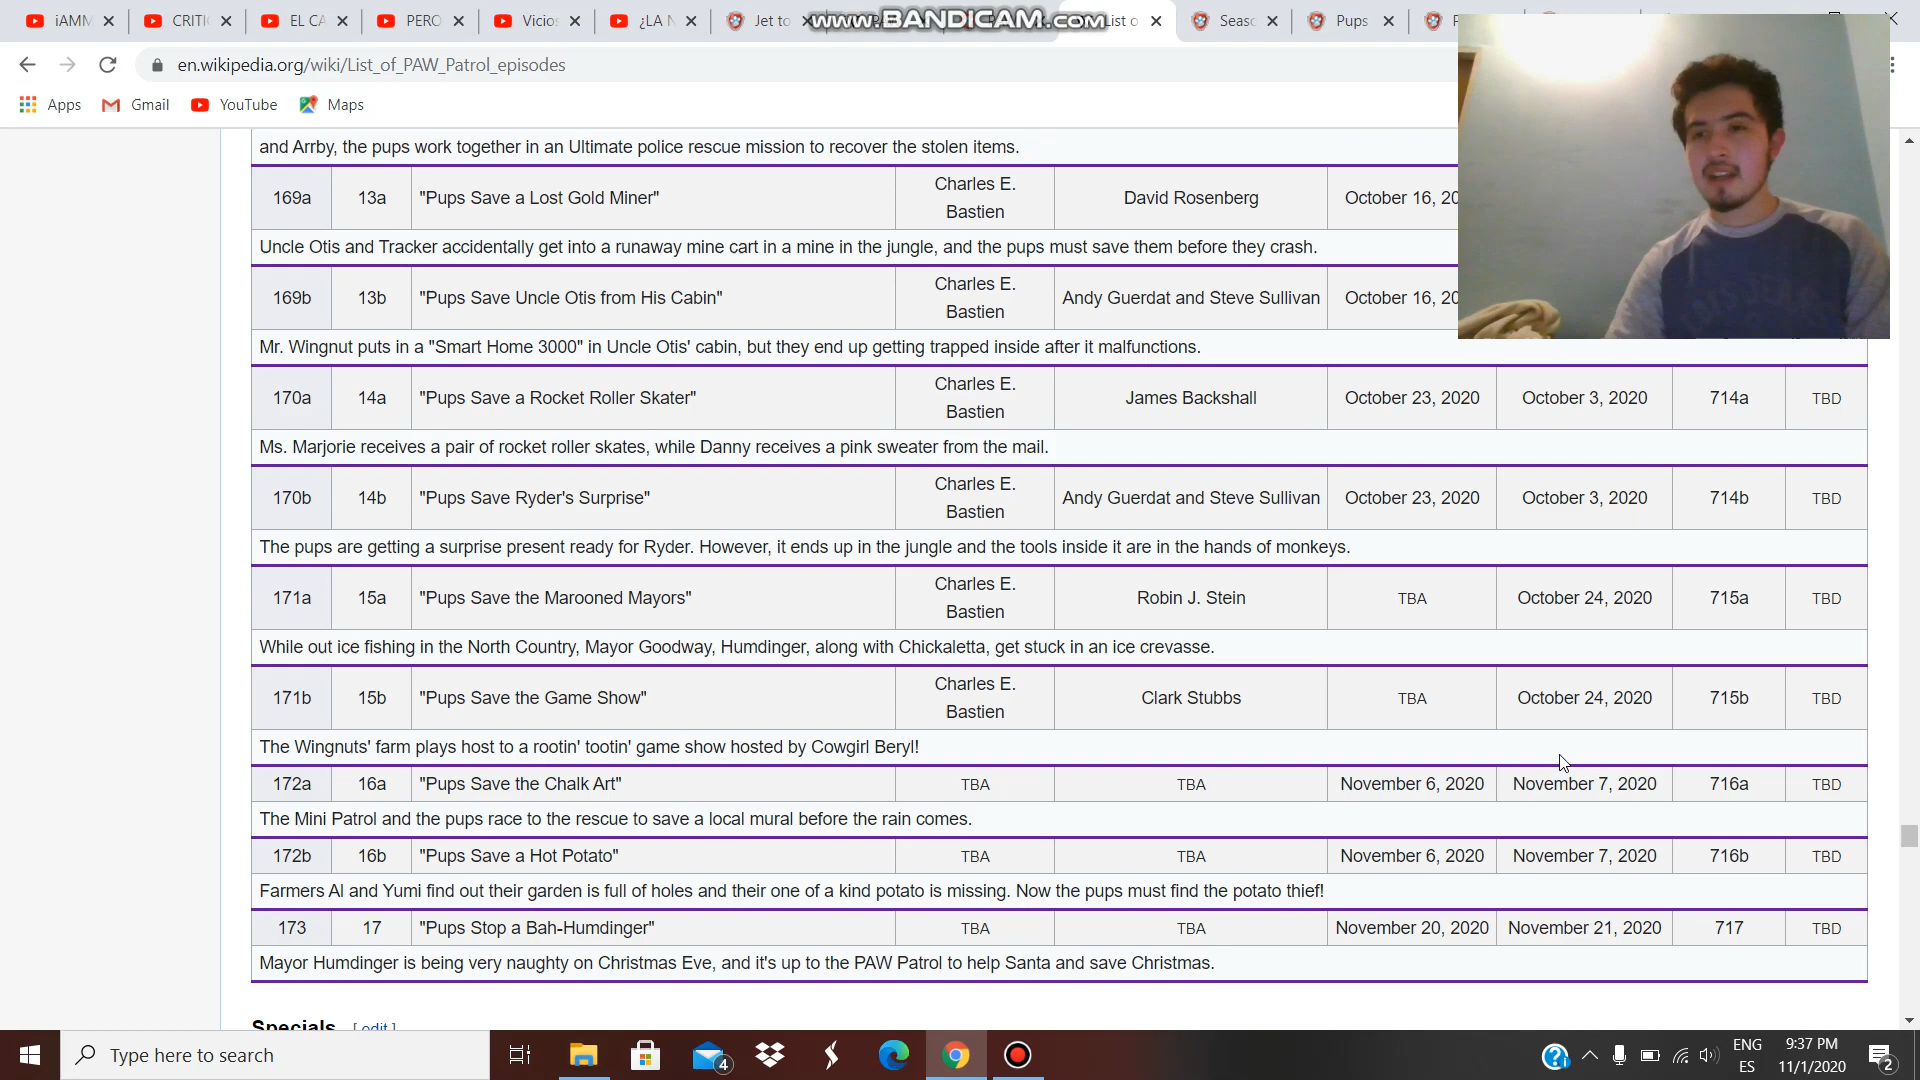 iAMM
CRITI
EL CA
PERO
Vicio
¿LA N
Jet to
www.BANDICAM.com
List o
Seaso
Pups
en.wikipedia.org/wiki/List_of_PAW_Patrol_episodes
Apps Gmail YouTube Maps
and Arrby, the pups work together in an Ultimate police rescue mission to recover the stolen items.
169a 13a "Pups Save a Lost Gold Miner" Charles E. Bastien David Rosenberg October 16, 20
Uncle Otis and Tracker accidentally get into a runaway mine cart in a mine in the jungle, and the pups must save them before they crash.
169b 13b "Pups Save Uncle Otis from His Cabin" Charles E. Bastien Andy Guerdat and Steve Sullivan October 16, 20
Mr. Wingnut puts in a "Smart Home 3000" in Uncle Otis' cabin, but they end up getting trapped inside after it malfunctions.
170a 14a "Pups Save a Rocket Roller Skater" Charles E. Bastien James Backshall October 23, 2020 October 3, 2020 714a TBD
Ms. Marjorie receives a pair of rocket roller skates, while Danny receives a pink sweater from the mail.
170b 14b "Pups Save Ryder's Surprise" Charles E. Bastien Andy Guerdat and Steve Sullivan October 23, 2020 October 3, 2020 714b TBD
The pups are getting a surprise present ready for Ryder. However, it ends up in the jungle and the tools inside it are in the hands of monkeys.
171a 15a "Pups Save the Marooned Mayors" Charles E. Bastien Robin J. Stein TBA October 24, 2020 715a TBD
While out ice fishing in the North Country, Mayor Goodway, Humdinger, along with Chickaletta, get stuck in an ice crevasse.
171b 15b "Pups Save the Game Show" Charles E. Bastien Clark Stubbs TBA October 24, 2020 715b TBD
The Wingnuts' farm plays host to a rootin' tootin' game show hosted by Cowgirl Beryl!
172a 16a "Pups Save the Chalk Art" TBA TBA November 6, 2020 November 7, 2020 716a TBD
The Mini Patrol and the pups race to the rescue to save a local mural before the rain comes.
172b 16b "Pups Save a Hot Potato" TBA TBA November 6, 2020 November 7, 2020 716b TBD
Farmers Al and Yumi find out their garden is full of holes and their one of a kind potato is missing. Now the pups must find the potato thief!
173 17 "Pups Stop a Bah-Humdinger" TBA TBA November 20, 2020 November 21, 2020 717 TBD
Mayor Humdinger is being very naughty on Christmas Eve, and it's up to the PAW Patrol to help Santa and save Christmas.
Specials [ edit ]
Type here to search
4
ENG
ES
9:37 PM
11/1/2020
2